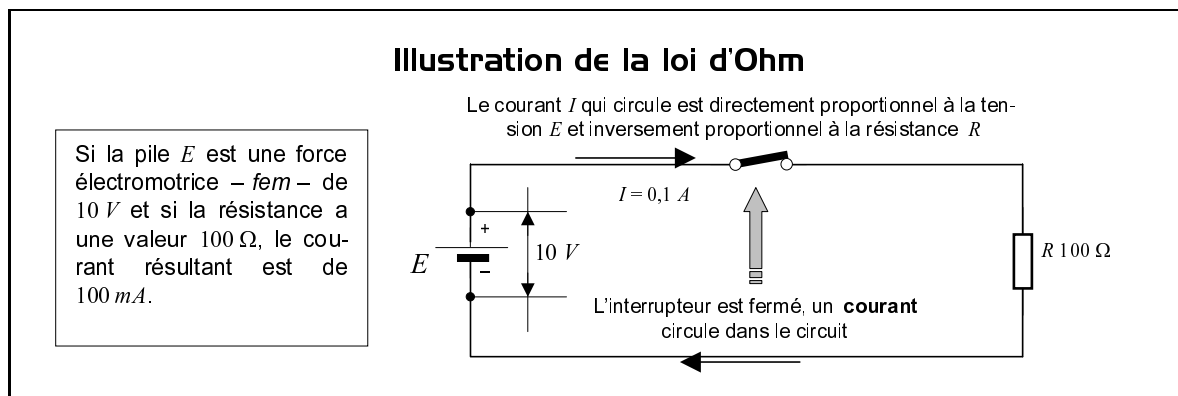 Illustration de la loi d'Ohm
Le courant I qui circule est directement proportionnel à la ten-
sion E et inversement proportionnel à la résistance R
Si la pile E est une force
électromotrice – fem – de
10 V et si la résistance a
une valeur 100 Ω, le cou-
rant résultant est de
100 mA.
I = 0,1 A
+
E
10 V
–
R 100 Ω
L'interrupteur est fermé, un courant
circule dans le circuit